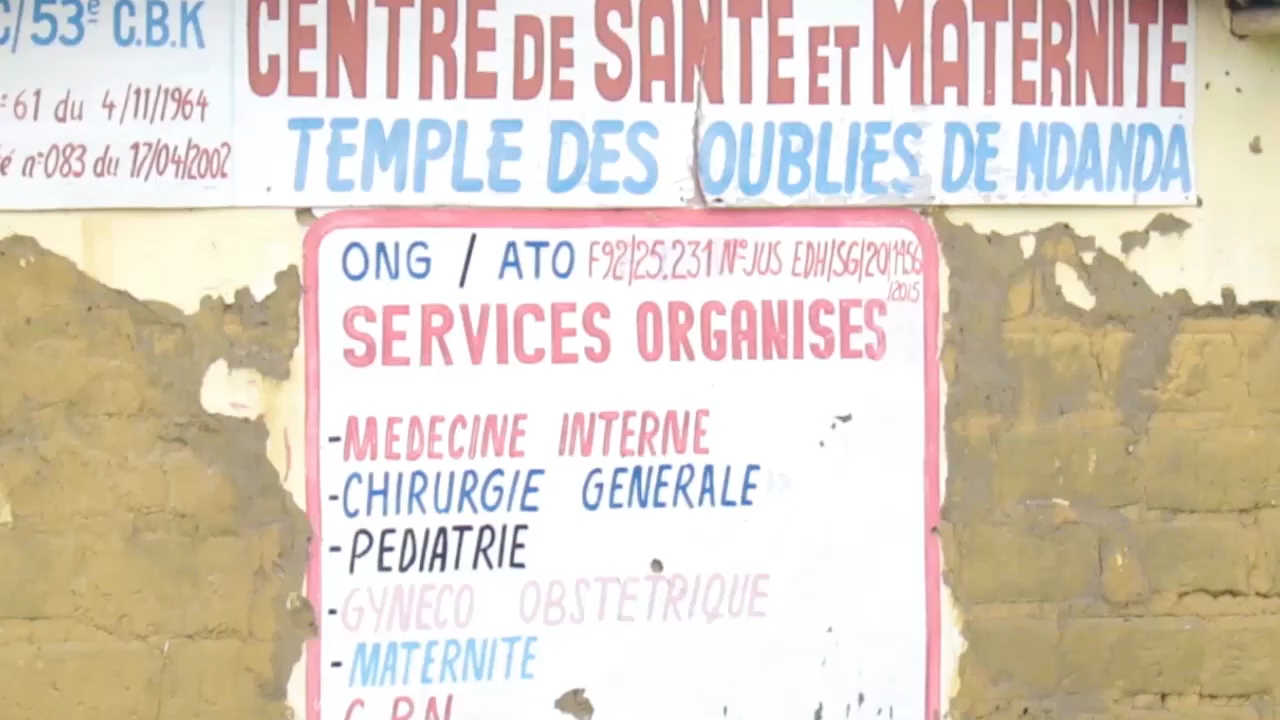 C/53e C.B.K
61 du 4/11/1964
n°083 du 17/04/2002
CENTRE DE SANTE ET MATERNITE
TEMPLE DES OUBLIES DE NDANDA
ONG / ATO F92/25.231 N° JUS EDH/SG/20/1456
/2015
SERVICES ORGANISES
-MEDECINE INTERNE
-CHIRURGIE GENERALE
-PEDIATRIE
-GYNECO OBSTETRIQUE
-MATERNITE
C.P.N